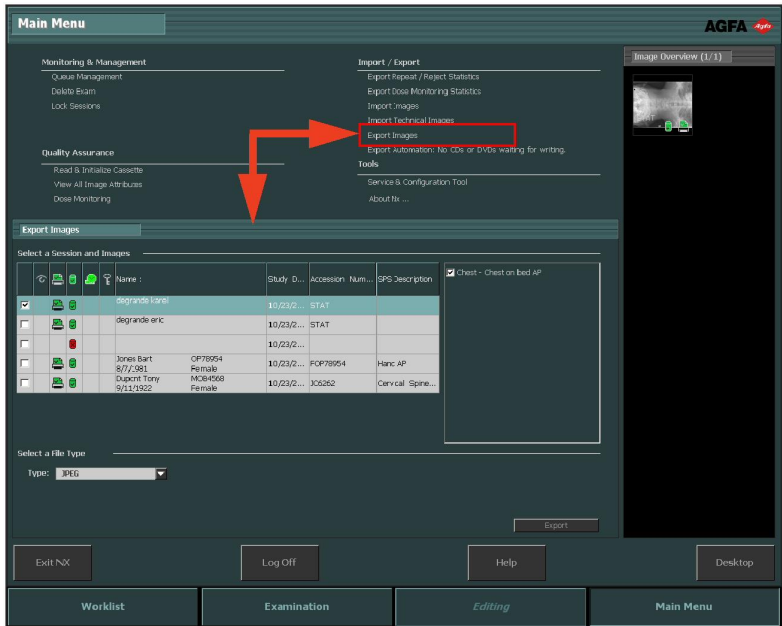 Main Menu
AGFA
Monitoring & Management
Queue Management
Delete Exam
Lock Sessions
Quality Assurance
Read & Initialize Cassette
View All Image Attributes
Dose Monitoring
Import / Export
Export Repeat / Reject Statistics
Export Dose Monitoring Statistics
Import Images
Import Technical Images
Export Images
Export Automation: No CDs or DVDs waiting for writing.
Tools
Service & Configuration Tool
About Nx ...
Image Overview (1/1)
STAT
Export Images
Select a Session and Images
Name : Study D... Accession Num... SPS Description
degrande karel 10/23/2... STAT
degrande eric 10/23/2... STAT
10/23/2...
Jones Bart OP78954 10/23/2... FOP78954 Hand AP
8/7/1981 Female
Dupont Tony MOB4568 10/23/2... JC6262 Cervical Spine...
9/11/1922 Female
Chest - Chest on bed AP
Select a File Type
Type: JPEG
Export
Exit NX
Log Off
Help
Desktop
Worklist
Examination
Editing
Main Menu